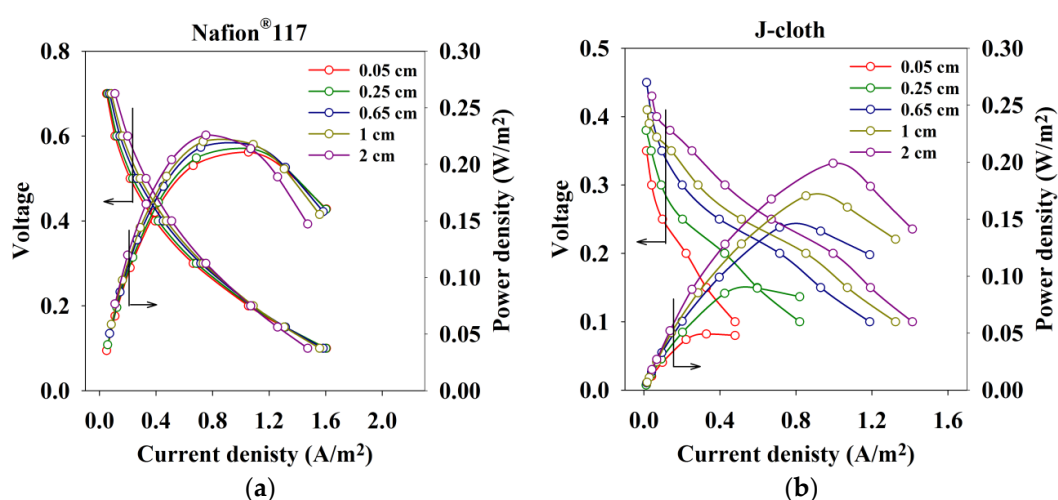 Nafion®117
0.8
0.6
0.4
0.2
0.0
Voltage
0.30
0.25
0.20
0.15
0.10
0.05
0.00
Power density (W/m²)
0.05 cm
0.25 cm
0.65 cm
1 cm
2 cm
0.0 0.4 0.8 1.2 1.6 2.0
Current denisty (A/m²)
(a)
J-cloth
0.5
0.4
0.3
0.2
0.1
0.0
Voltage
0.30
0.25
0.20
0.15
0.10
0.05
0.00
Power density (W/m²)
0.05 cm
0.25 cm
0.65 cm
1 cm
2 cm
0.0 0.4 0.8 1.2 1.6
Current denisty (A/m²)
(b)